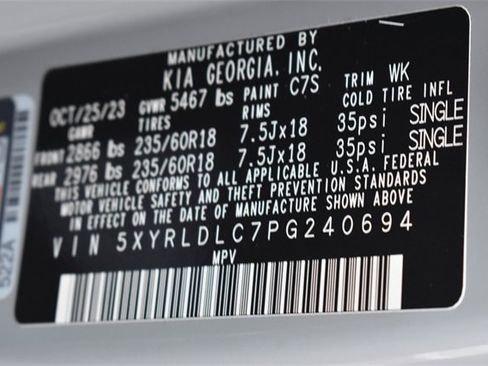 MANUFACTURED BY
KIA GEORGIA, INC.
OCT/25/23 GVWR 5467 lbs PAINT C7S TRIM WK
GAWR TIRES RIMS COLD TIRE INFL
FRONT 2866 lbs 235/60R18 7.5Jx18 35psi SINGLE
REAR 2976 lbs 235/60R18 7.5Jx18 35psi SINGLE
THIS VEHICLE CONFORMS TO ALL APPLICABLE U.S.A. FEDERAL
MOTOR VEHICLE SAFETY AND THEFT PREVENTION STANDARDS
IN EFFECT ON THE DATE OF MANUFACTURE SHOWN ABOVE
VIN 5XYRLDLC7PG240694
MPV
522A